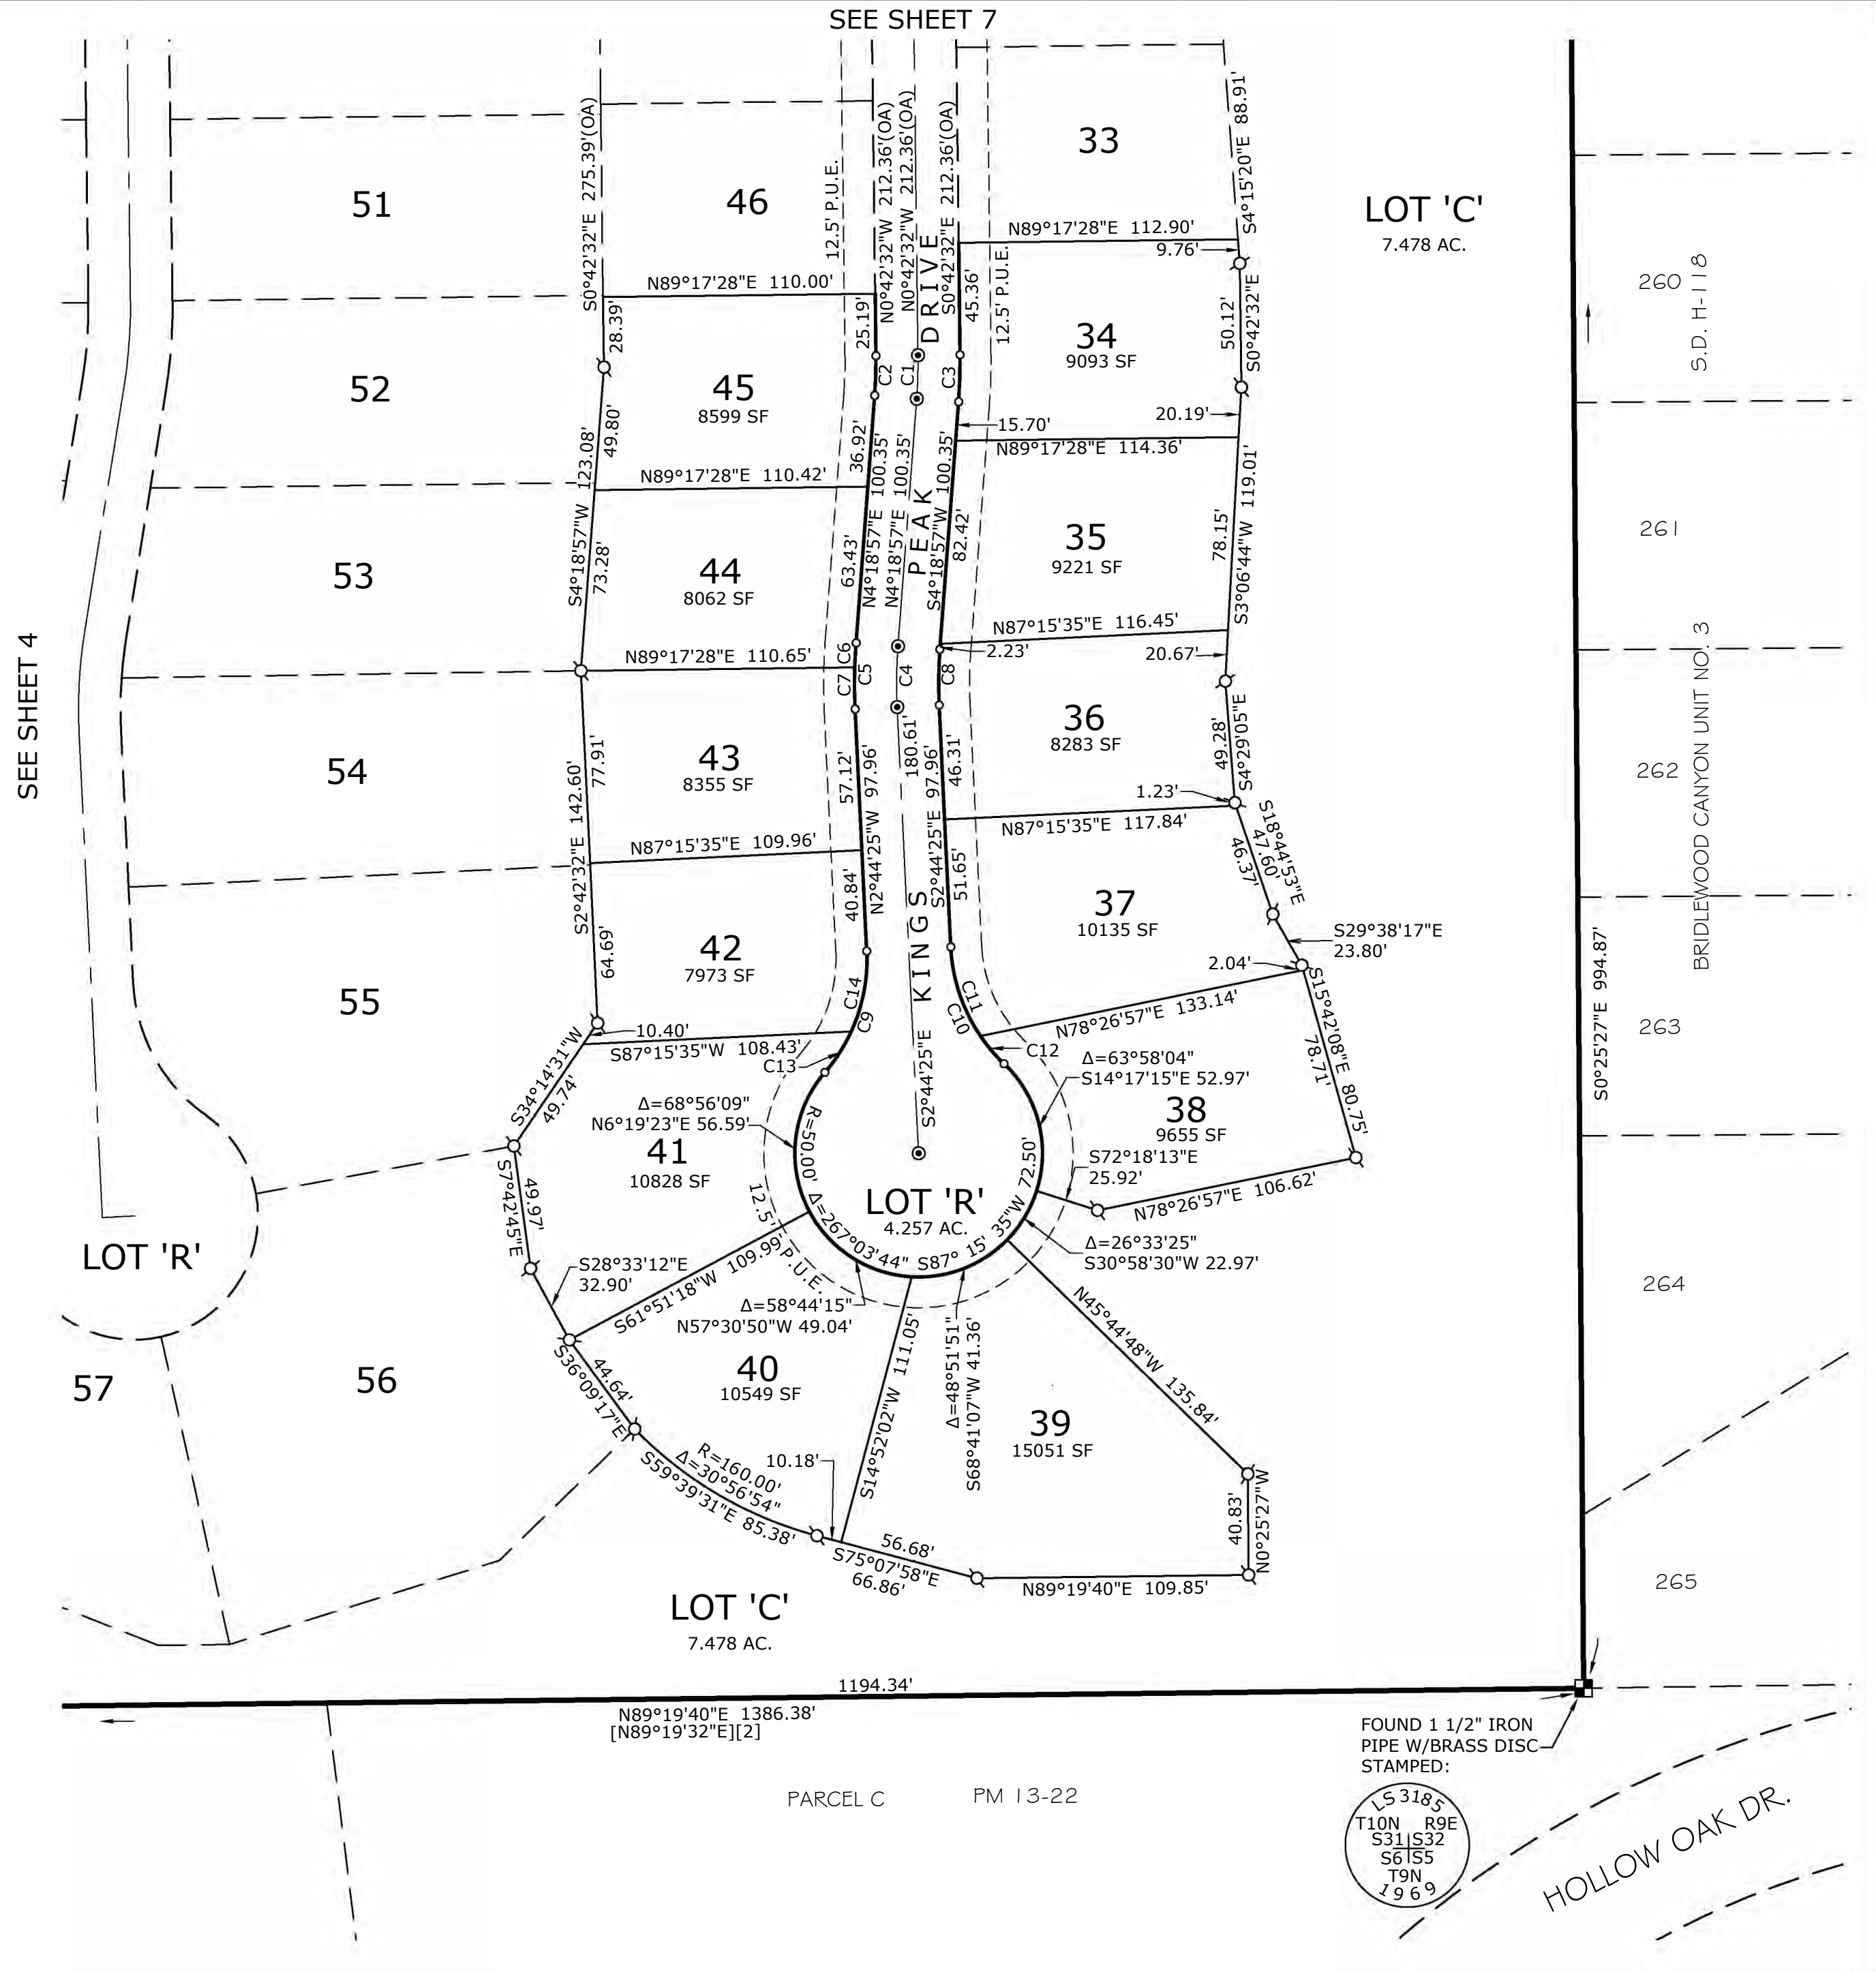 SEE SHEET 7
SEE SHEET 4
33
S4°15'20"E 88.91'
LOT 'C'
7.478 AC.
51
S0°42'32"E 275.39'(OA)
46
12.5' P.U.E.
N0°42'32"W 212.36'(OA)
N0°42'32"W 212.36'(OA)
S0°42'32"E 212.36'(OA)
N89°17'28"E 112.90'
9.76'
12.5' P.U.E.
45.36'
N89°17'28"E 110.00'
25.19'
28.39'
34
9093 SF
50.12'
S0°42'32"E
260
S.D. H-118
52
45
8599 SF
C2
C1
C3
49.80'
S4°18'57"W 123.08'
20.19'
15.70'
N89°17'28"E 114.36'
36.92'
N89°17'28"E 110.42'
N4°18'57"E 100.35'
N4°18'57"E 100.35'
S4°18'57"W 100.35'
82.42'
63.43'
73.28'
53
44
8062 SF
35
9221 SF
78.15'
S3°06'44"W 119.01'
261
BRIDLEWOOD CANYON UNIT NO. 3
N87°15'35"E 116.45'
2.23'
20.67'
N89°17'28"E 110.65'
C6
C7
C5
C4
C8
54
43
8355 SF
77.91'
S2°42'32"E 142.60'
57.12'
N2°44'25"W 97.96'
180.61'
S2°44'25"E 97.96'
46.31'
36
8283 SF
49.28'
S4°29'05"E
262
1.23'
N87°15'35"E 117.84'
S18°44'53"E
47.60'
46.37'
N87°15'35"E 109.96'
40.84'
51.65'
KINGS PEAK DRIVE
37
10135 SF
S29°38'17"E
23.80'
2.04'
55
42
7973 SF
64.69'
C14
C9
C11
C10
C12
C13
N78°26'57"E 133.14'
S15°42'08"E 80.75'
78.71'
S0°25'27"E 994.87'
263
10.40'
S87°15'35"W 108.43'
S34°14'31"W
49.74'
S2°44'25"E
Δ=63°58'04"
S14°17'15"E 52.97'
Δ=68°56'09"
N6°19'23"E 56.59'
38
9655 SF
41
10828 SF
R=50.00' Δ=267°03'44" S87° 15' 35"W 72.50'
S72°18'13"E
25.92'
N78°26'57"E 106.62'
LOT 'R'
4.257 AC.
12.5' P.U.E.
49.97'
S7°42'45"E
Δ=26°33'25"
S30°58'30"W 22.97'
LOT 'R'
S28°33'12"E
32.90'
S61°51'18"W 109.99'
Δ=58°44'15"
N57°30'50"W 49.04'
264
N45°44'48"W 135.84'
Δ=48°51'51"
S68°41'07"W 41.36'
S14°52'02"W 111.05'
57
56
44.64'
S36°09'17"E
40
10549 SF
39
15051 SF
R=160.00'
Δ=30°56'54"
S59°39'31"E 85.38'
10.18'
56.68'
S75°07'58"E
66.86'
40.83'
N0°25'27"W
N89°19'40"E 109.85'
265
LOT 'C'
7.478 AC.
1194.34'
N89°19'40"E 1386.38'
[N89°19'32"E][2]
FOUND 1 1/2" IRON
PIPE W/BRASS DISC
STAMPED:
PARCEL C PM 13-22
LS 3185
T10N R9E
S31 S32
S6 S5
T9N
1969
HOLLOW OAK DR.